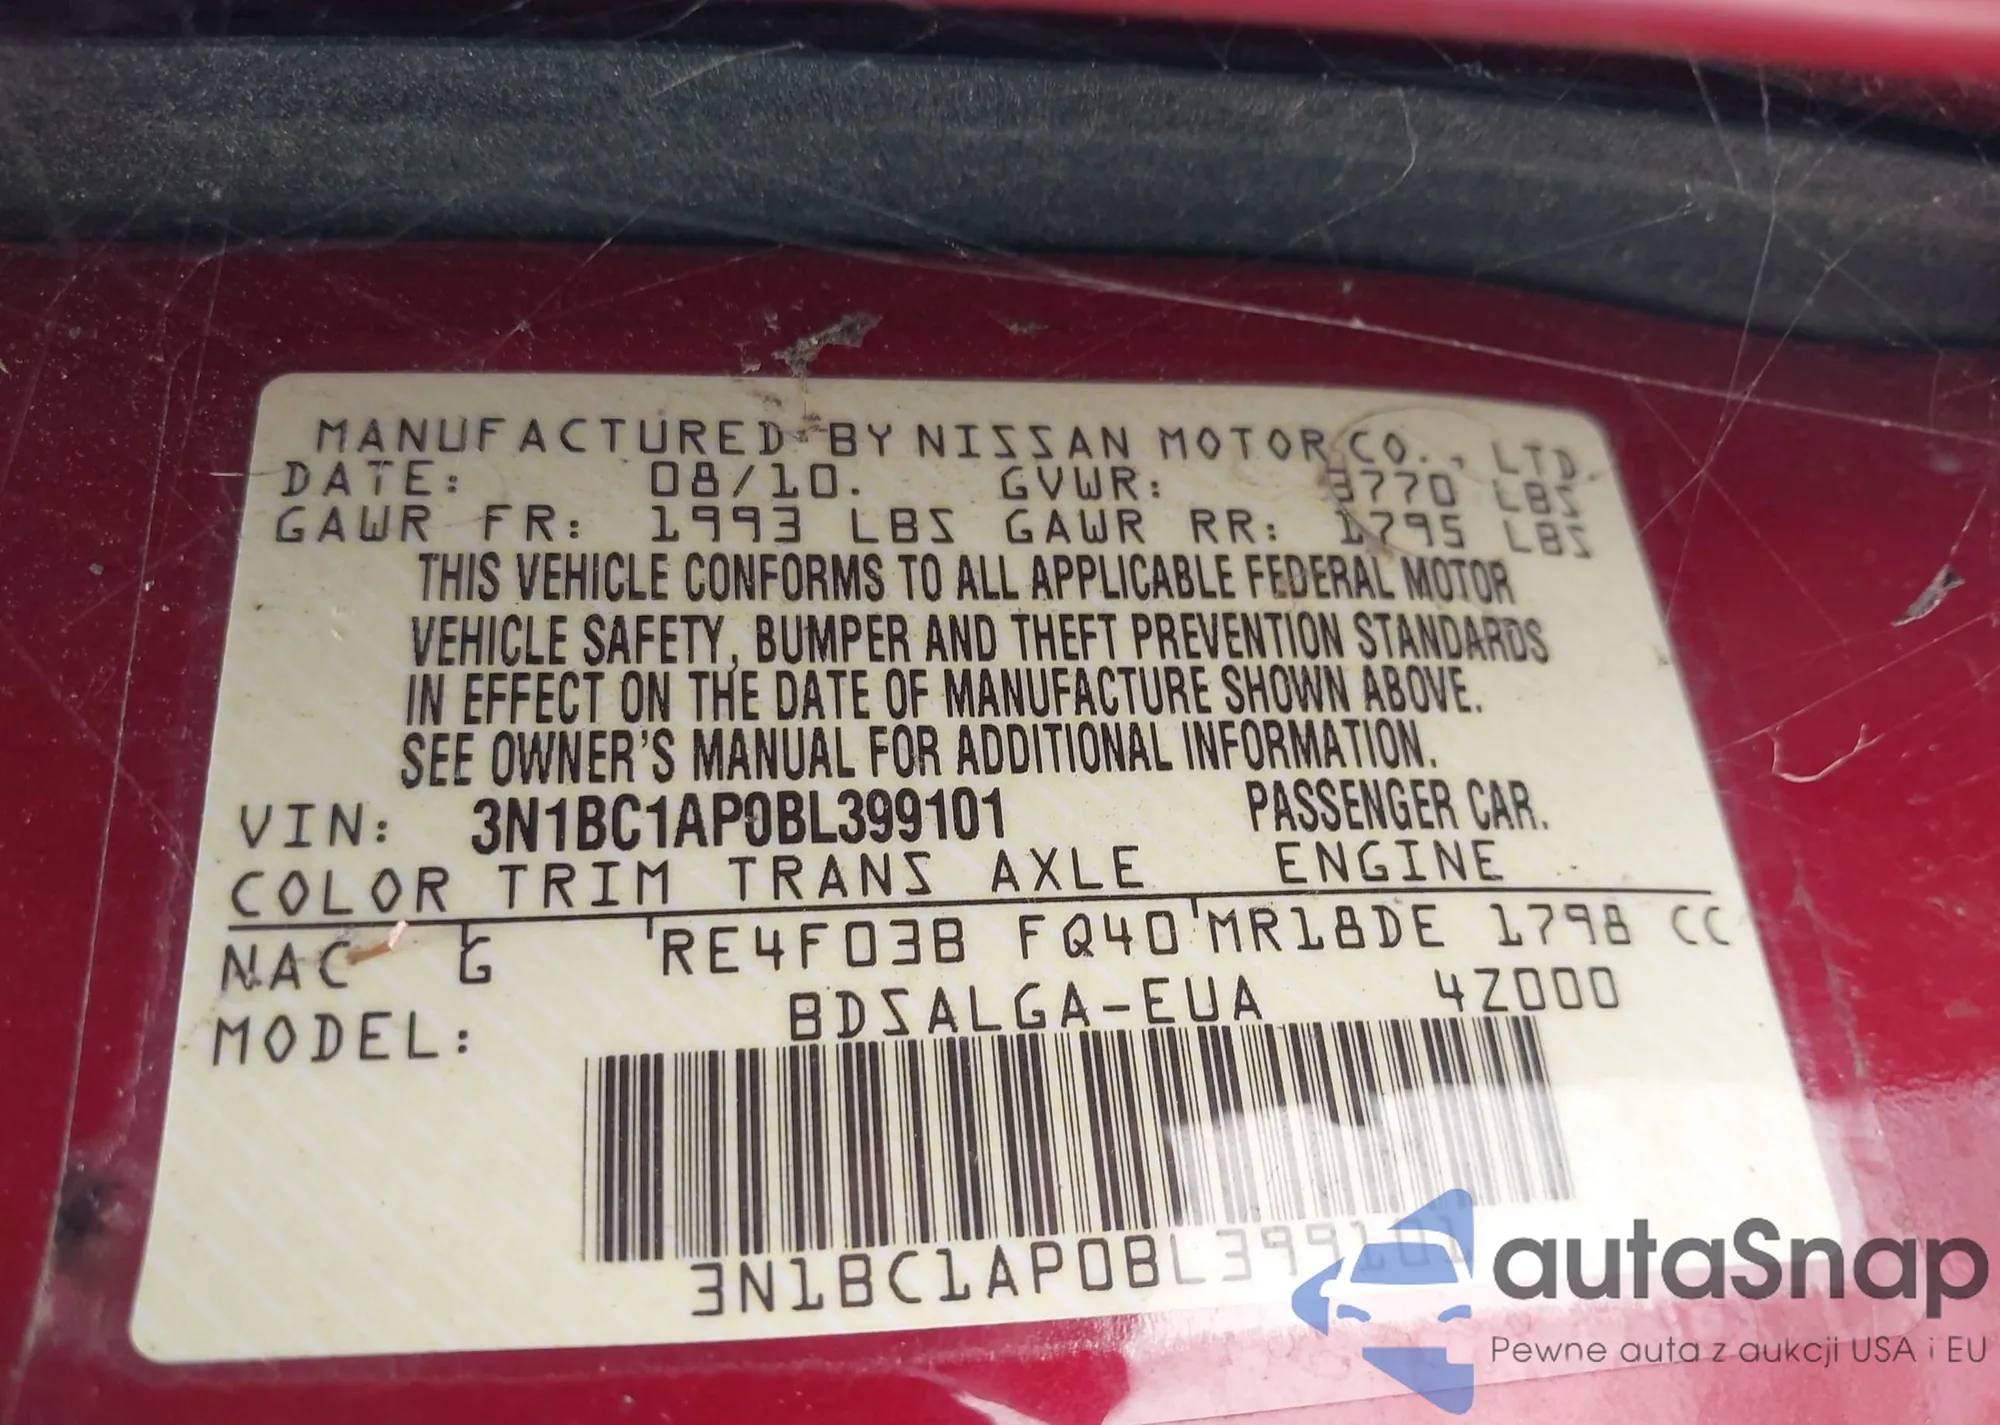 MANUFACTURED BY NISSAN MOTOR CO., LTD.
DATE: 08/10. GVWR: 3770 LBS
GAWR FR: 1993 LBS GAWR RR: 1795 LBS
THIS VEHICLE CONFORMS TO ALL APPLICABLE FEDERAL MOTOR
VEHICLE SAFETY, BUMPER AND THEFT PREVENTION STANDARDS
IN EFFECT ON THE DATE OF MANUFACTURE SHOWN ABOVE.
SEE OWNER'S MANUAL FOR ADDITIONAL INFORMATION.
VIN: 3N1BC1AP0BL399101 PASSENGER CAR.
COLOR TRIM TRANS AXLE ENGINE
NAC G RE4F03B FQ40 MR18DE 1798 CC
MODEL: BDSALGA-EUA 4Z000
3N1BC1AP0BL399101
autaSnap
Pewne auta z aukcji USA i EU